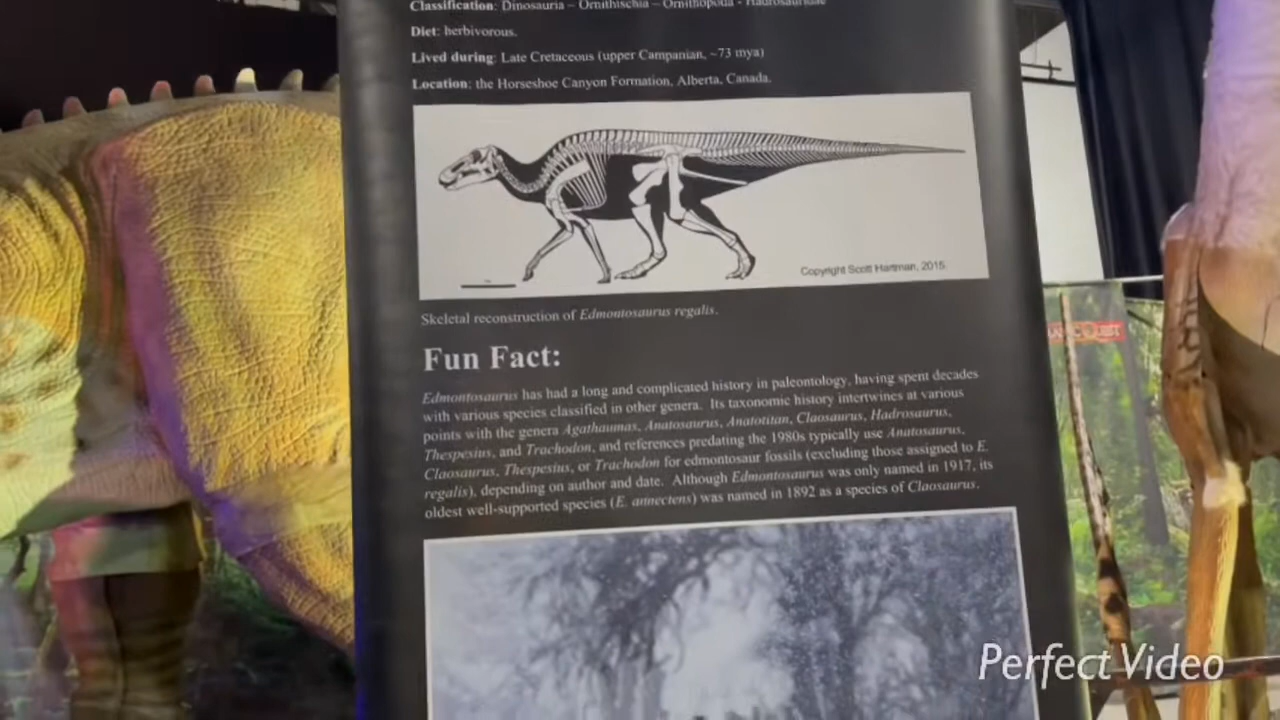 Classification: Dinosauria – Ornithischia – Ornithopoda - Hadrosauridae
Diet: herbivorous.
Lived during: Late Cretaceous (upper Campanian, ~73 mya)
Location: the Horseshoe Canyon Formation, Alberta, Canada.
Copyright Scott Hartman, 2015.
Skeletal reconstruction of Edmontosaurus regalis.
Fun Fact:
Edmontosaurus has had a long and complicated history in paleontology, having spent decades
with various species classified in other genera. Its taxonomic history intertwines at various
points with the genera Agathaumas, Anatosaurus, Anatotitan, Claosaurus, Hadrosaurus,
Thespesius, and Trachodon, and references predating the 1980s typically use Anatosaurus,
Claosaurus, Thespesius, or Trachodon for edmontosaur fossils (excluding those assigned to E.
regalis), depending on author and date. Although Edmontosaurus was only named in 1917, its
oldest well-supported species (E. annectens) was named in 1892 as a species of Claosaurus.
Perfect Video